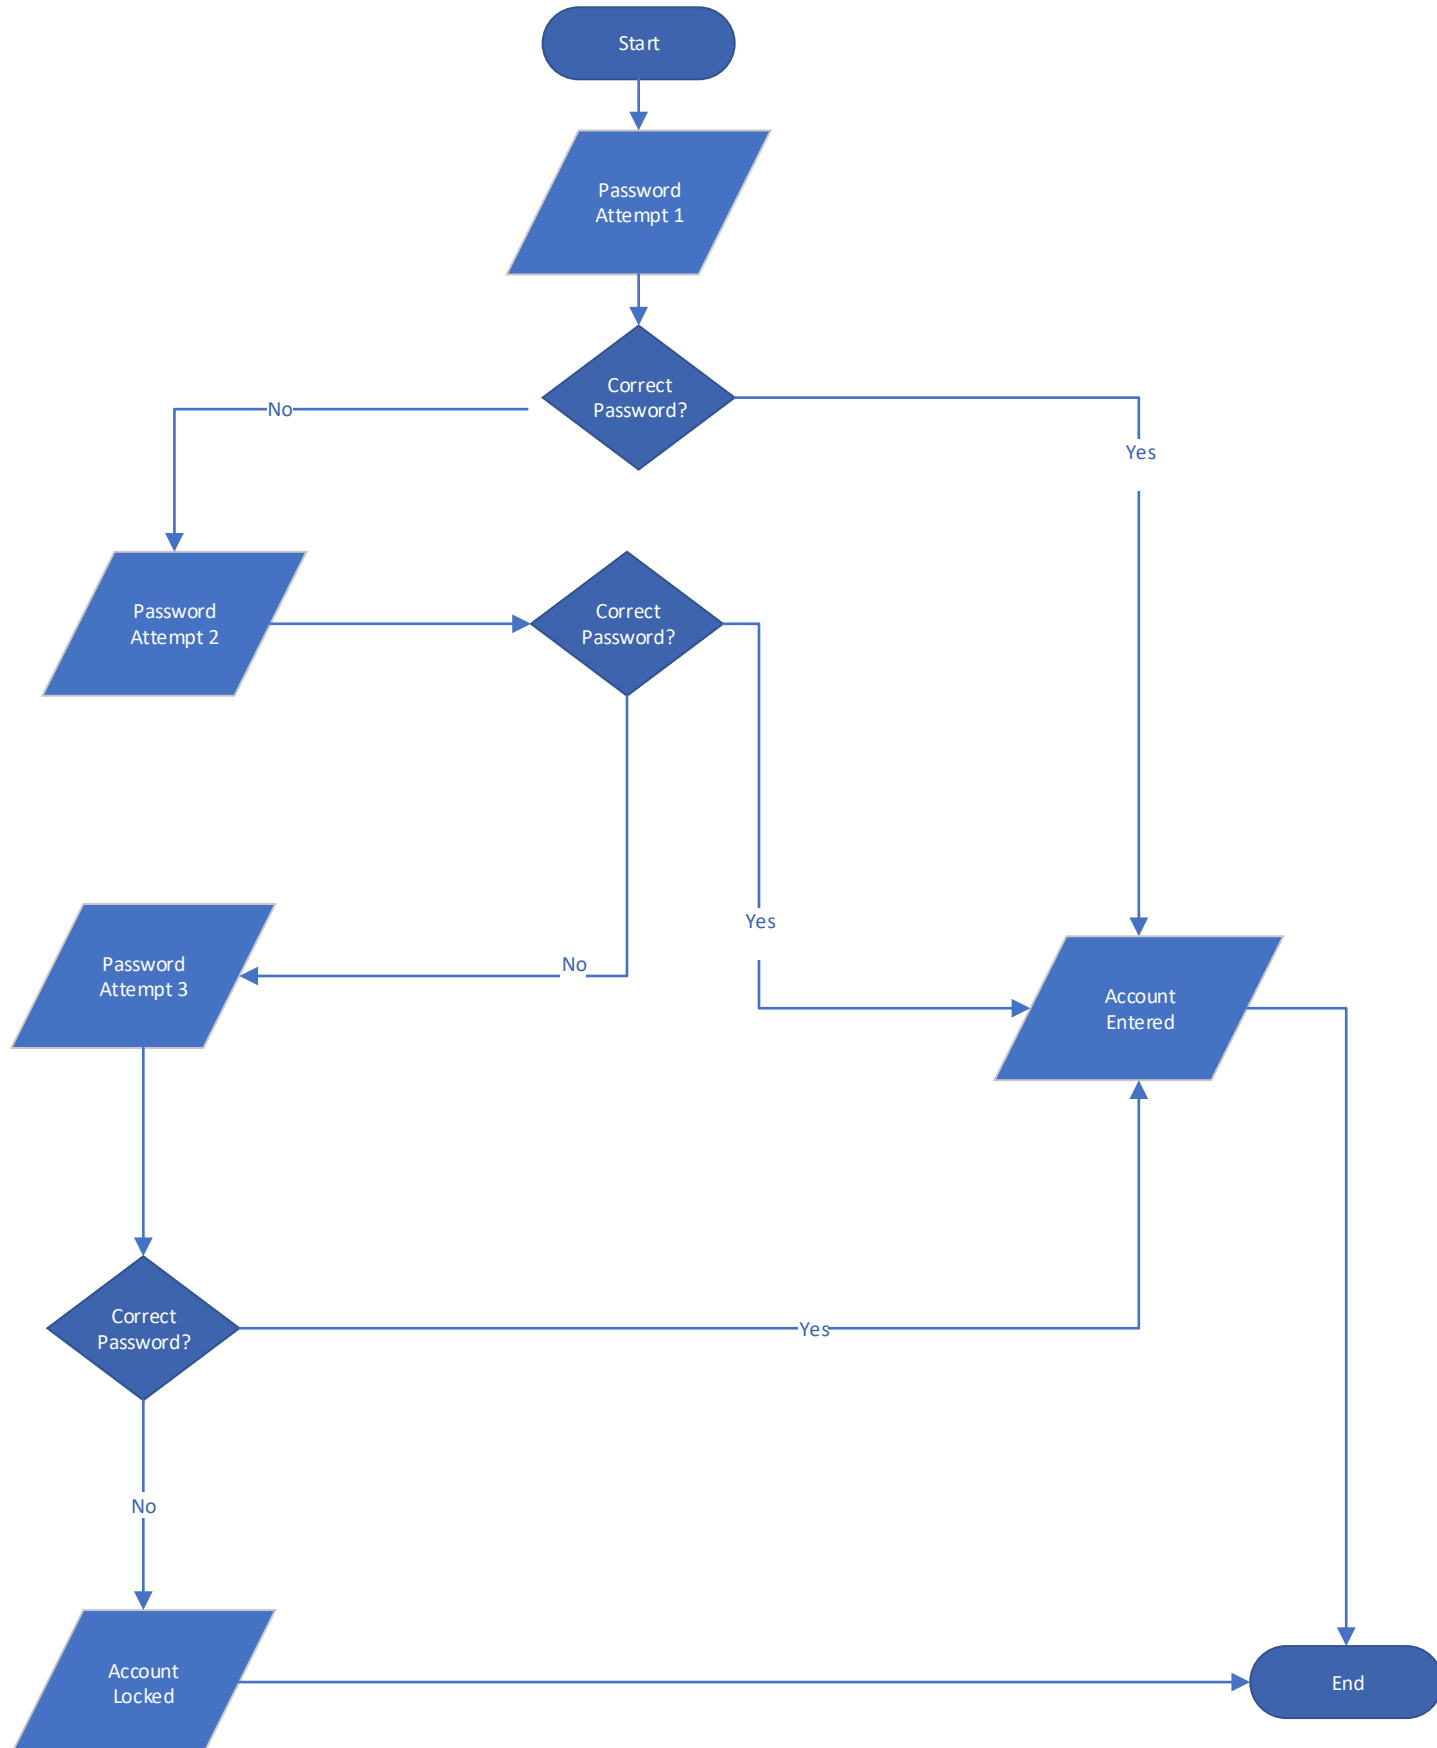 Start
Password
Attempt 1
Correct
Password?
No
Yes
Password
Attempt 2
Correct
Password?
Yes
No
Password
Attempt 3
Account
Entered
Correct
Password?
Yes
No
Account
Locked
End